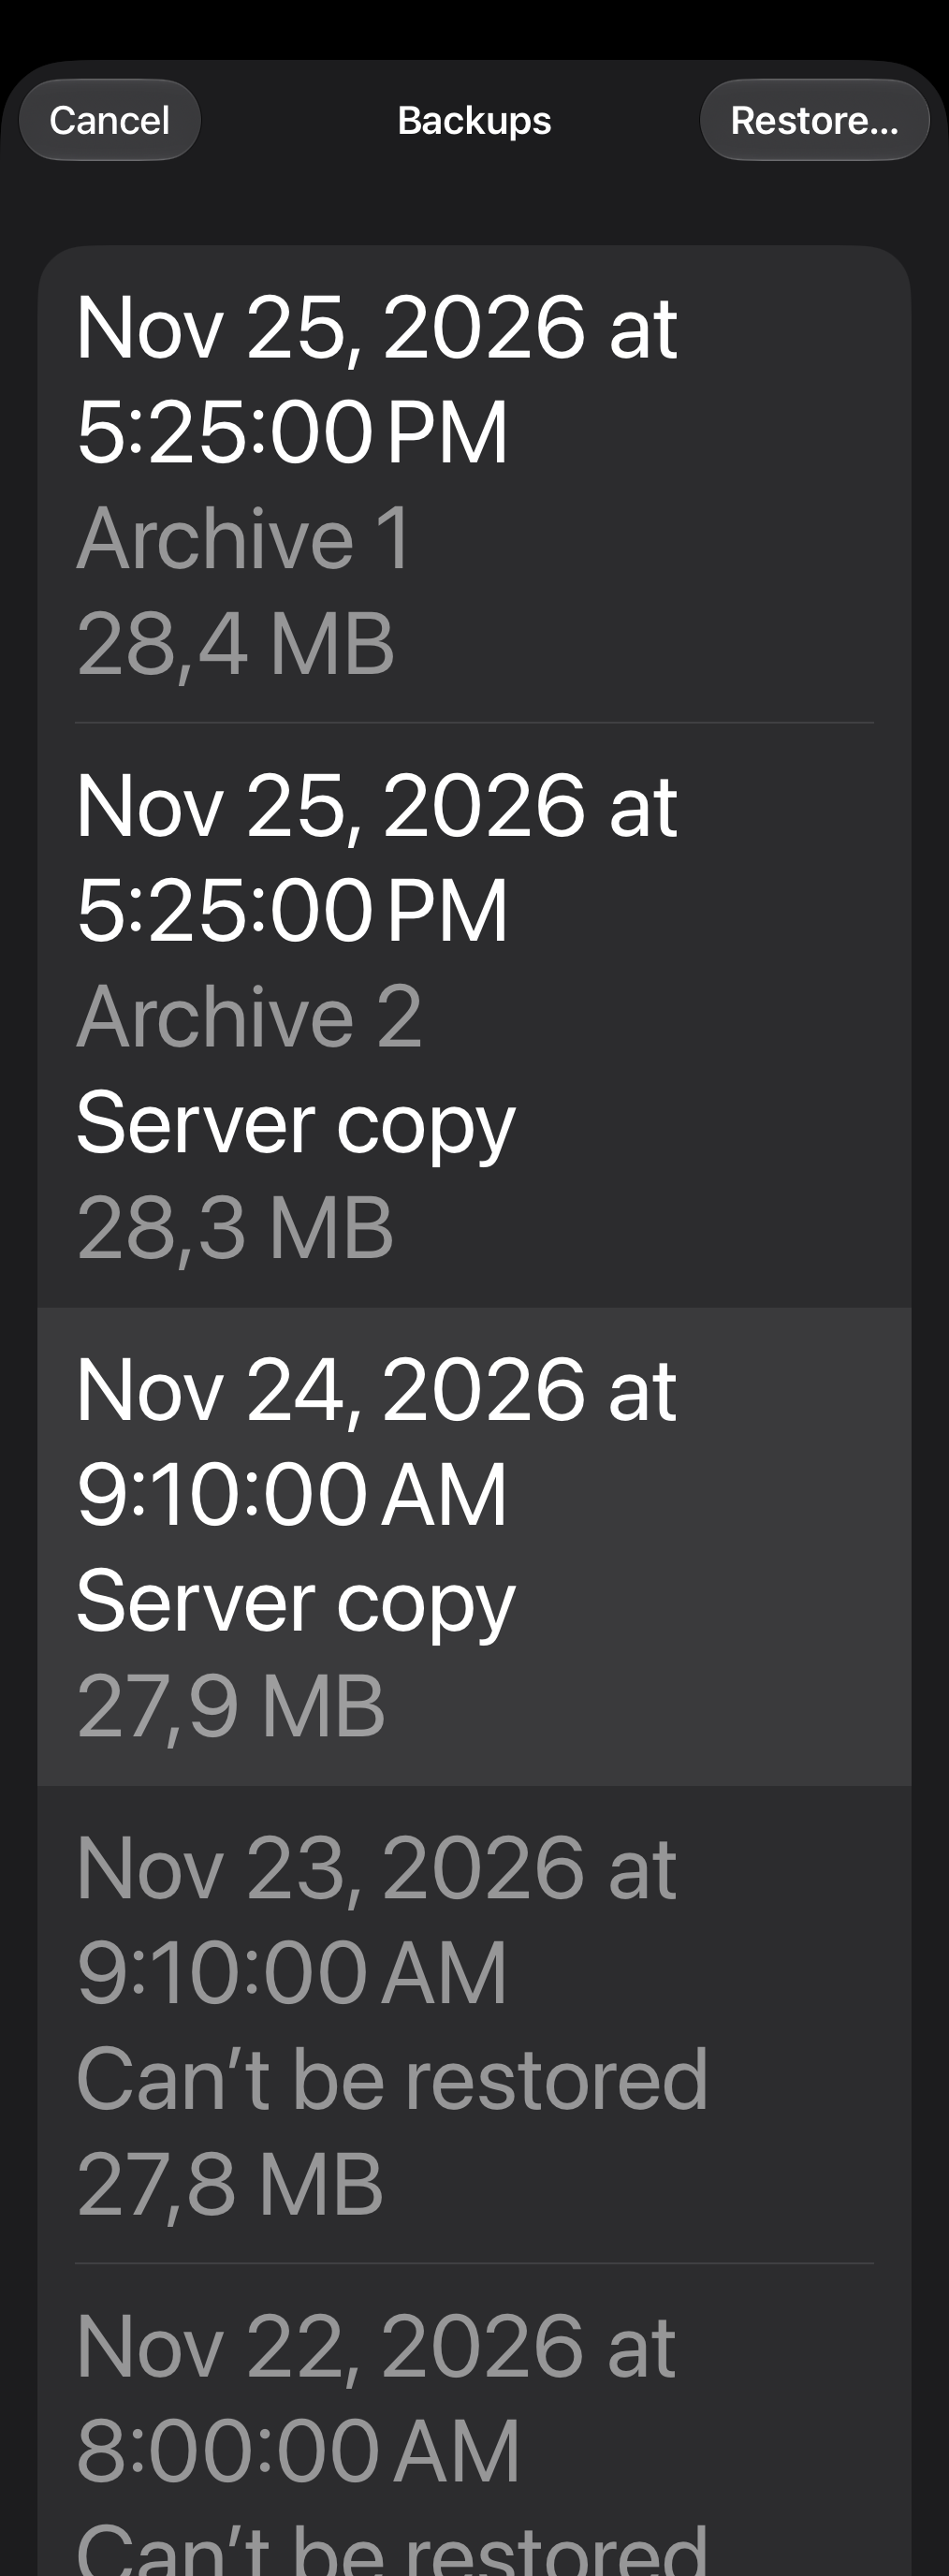 Cancel
Backups
Restore...
Nov 25, 2026 at
5:25:00 PM
Archive 1
28,4 MB
Nov 25, 2026 at
5:25:00 PM
Archive 2
Server copy
28,3 MB
Nov 24, 2026 at
9:10:00 AM
Server copy
27,9 MB
Nov 23, 2026 at
9:10:00 AM
Can’t be restored
27,8 MB
Nov 22, 2026 at
8:00:00 AM
Can’t be restored